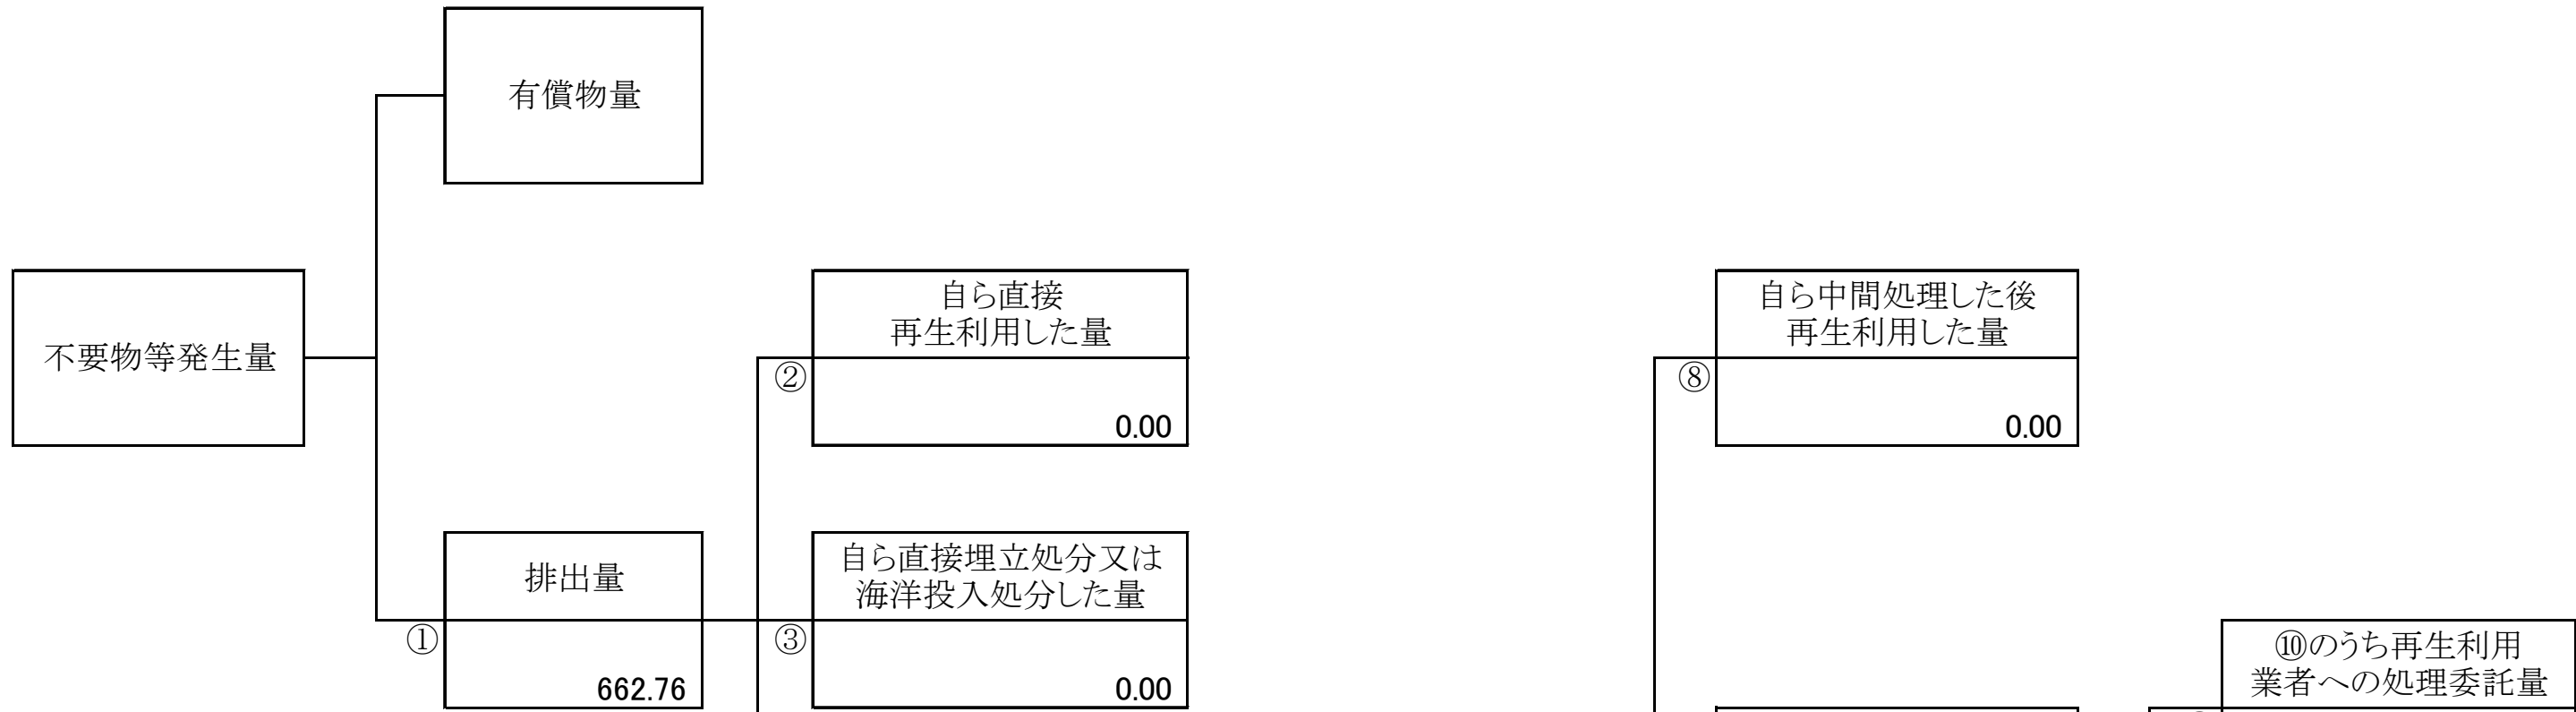 有償物量
不要物等発生量
自ら直接
再生利用した量
②
0.00
自ら中間処理した後
再生利用した量
⑧
0.00
排出量
①
662.76
自ら直接埋立処分又は
海洋投入処分した量
③
0.00
⑩のうち再生利用
業者への処理委託量